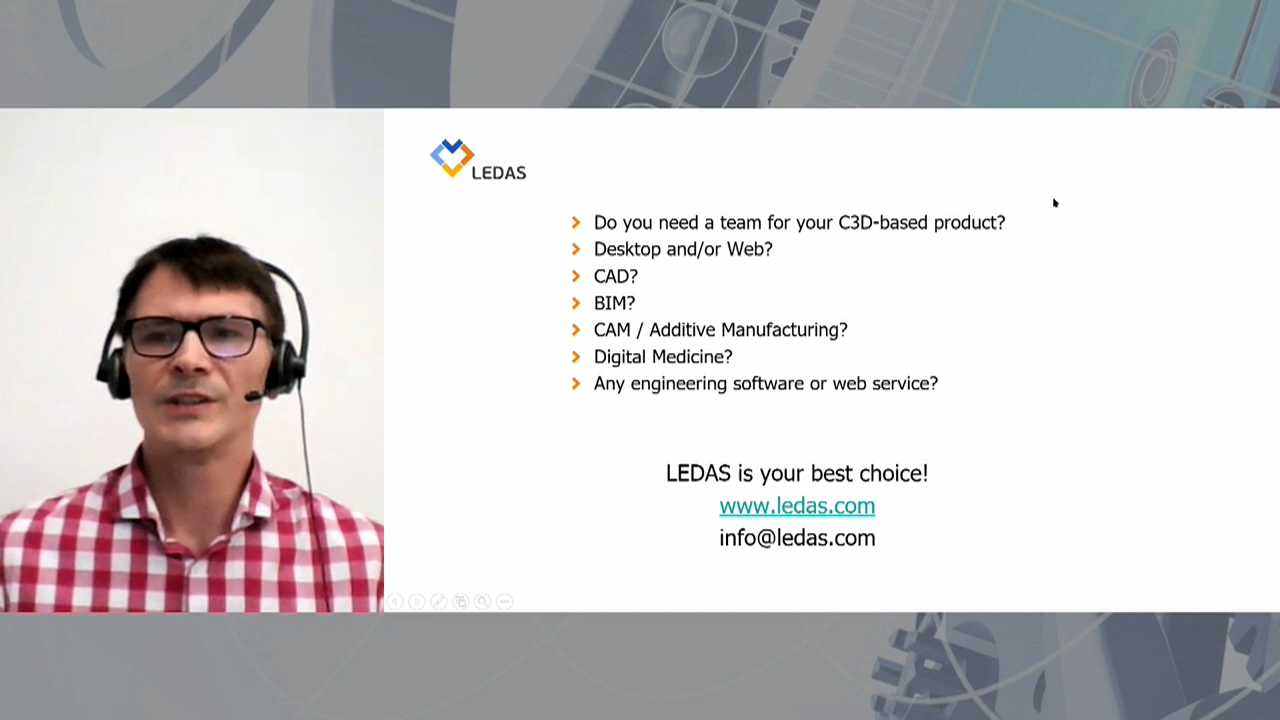 LEDAS
Do you need a team for your C3D-based product?
Desktop and/or Web?
CAD?
BIM?
CAM / Additive Manufacturing?
Digital Medicine?
Any engineering software or web service?
LEDAS is your best choice!
www.ledas.com
info@ledas.com